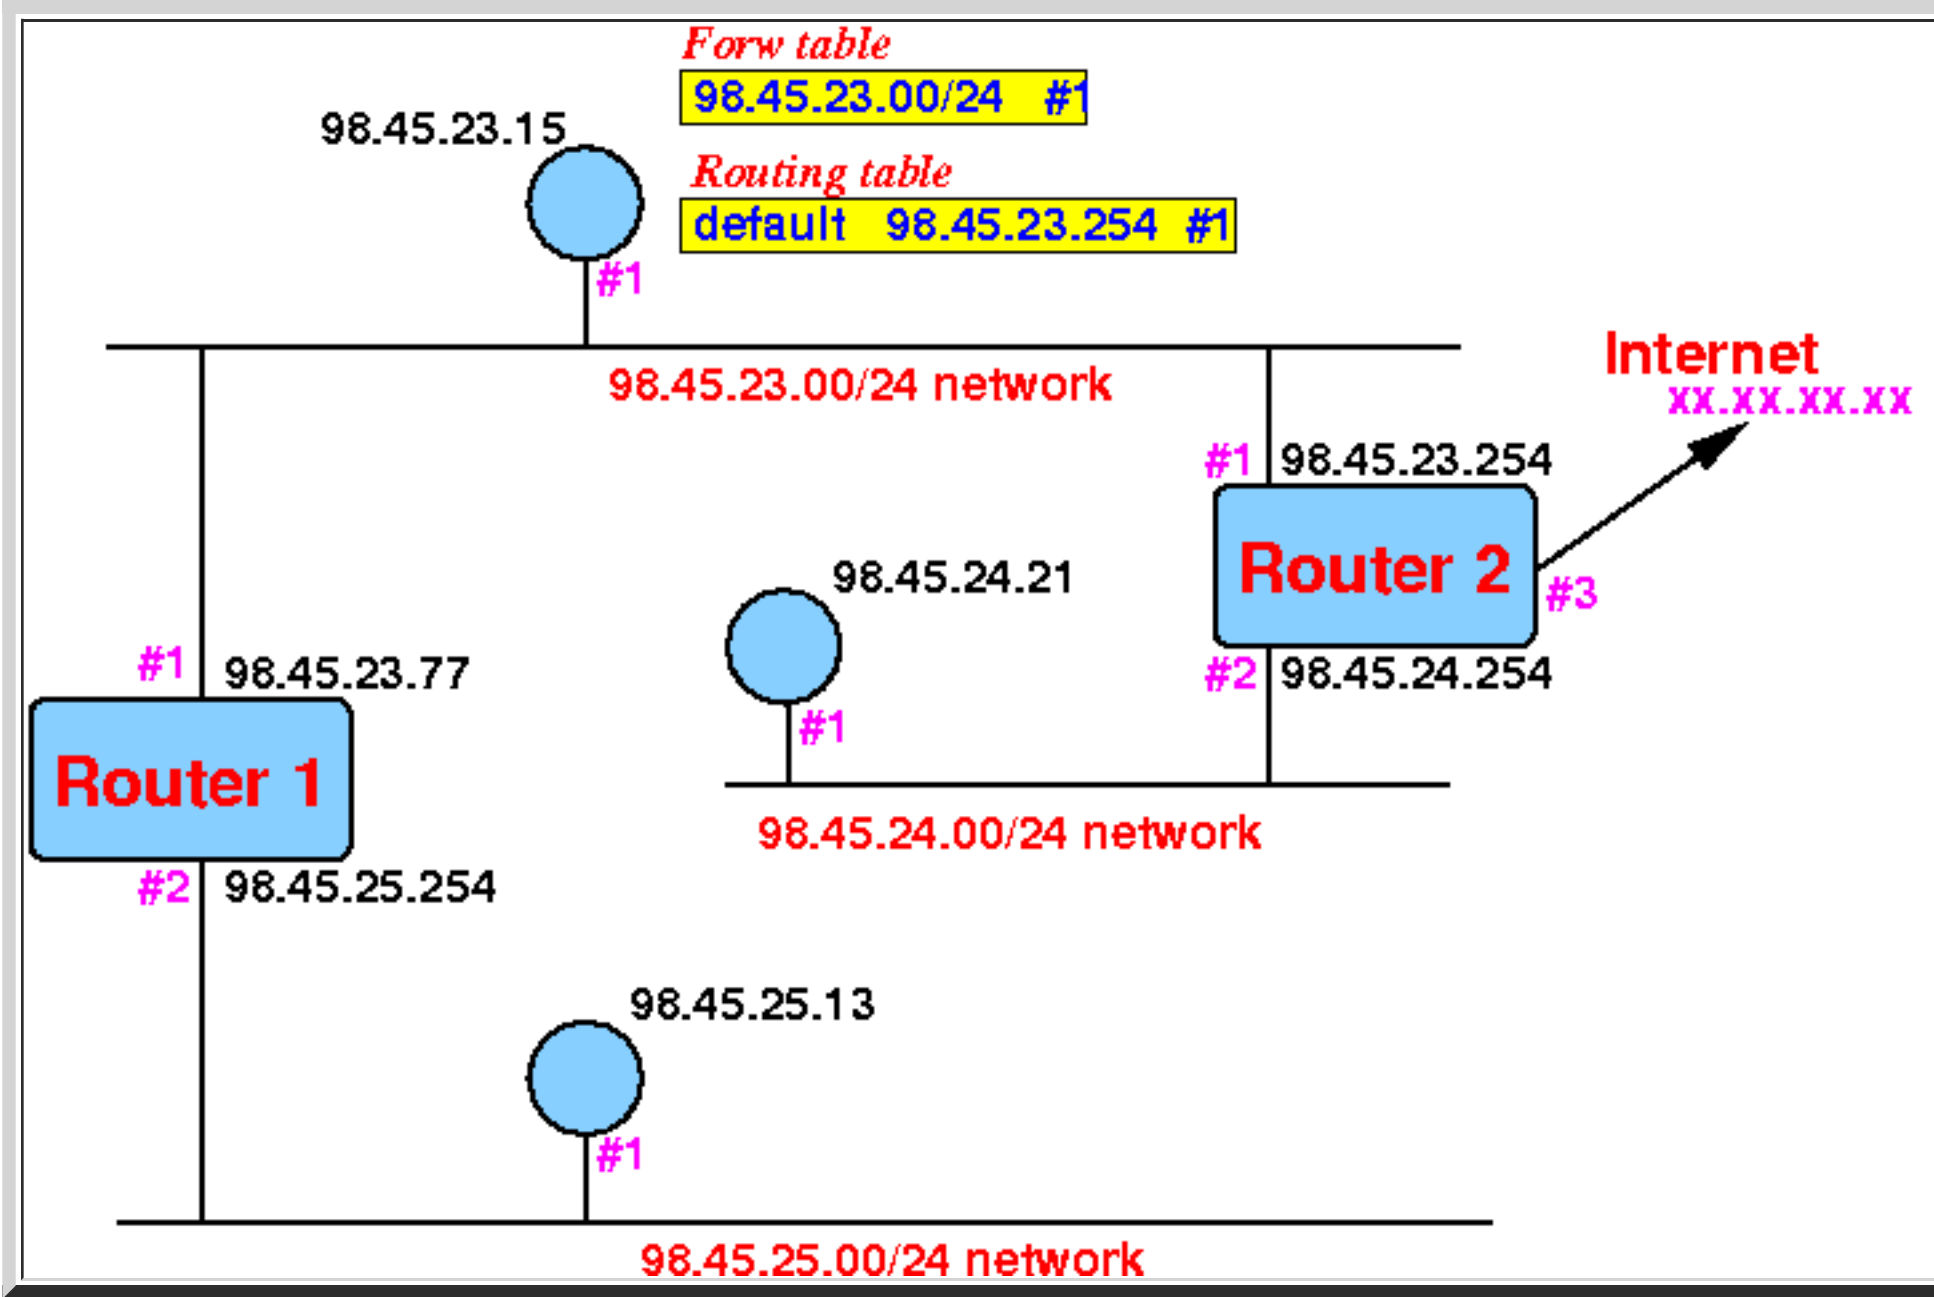 Forw table
98.45.23.00/24 #1
98.45.23.15
Routing table
default 98.45.23.254 #1
#1
98.45.23.00/24 network
Internet
xx.xx.xx.xx
#1 98.45.23.254
Router 2
#3
#2 98.45.24.254
98.45.24.21
#1
98.45.24.00/24 network
#1 98.45.23.77
Router 1
#2 98.45.25.254
98.45.25.13
#1
98.45.25.00/24 network